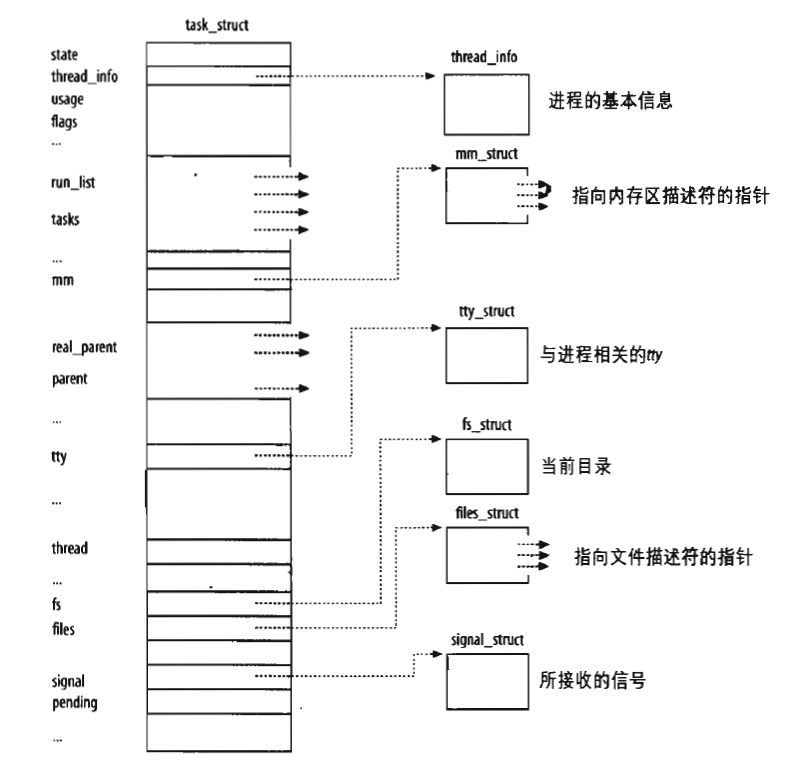 task_struct
state
thread_info
usage
flags
...
run_list
tasks
...
mm
real_parent
parent
...
tty
...
thread
...
fs
files
signal
pending
...
thread_info
进程的基本信息
mm_struct
指向内存区描述符的指针
tty_struct
与进程相关的tty
fs_struct
当前目录
files_struct
指向文件描述符的指针
signal_struct
所接收的信号